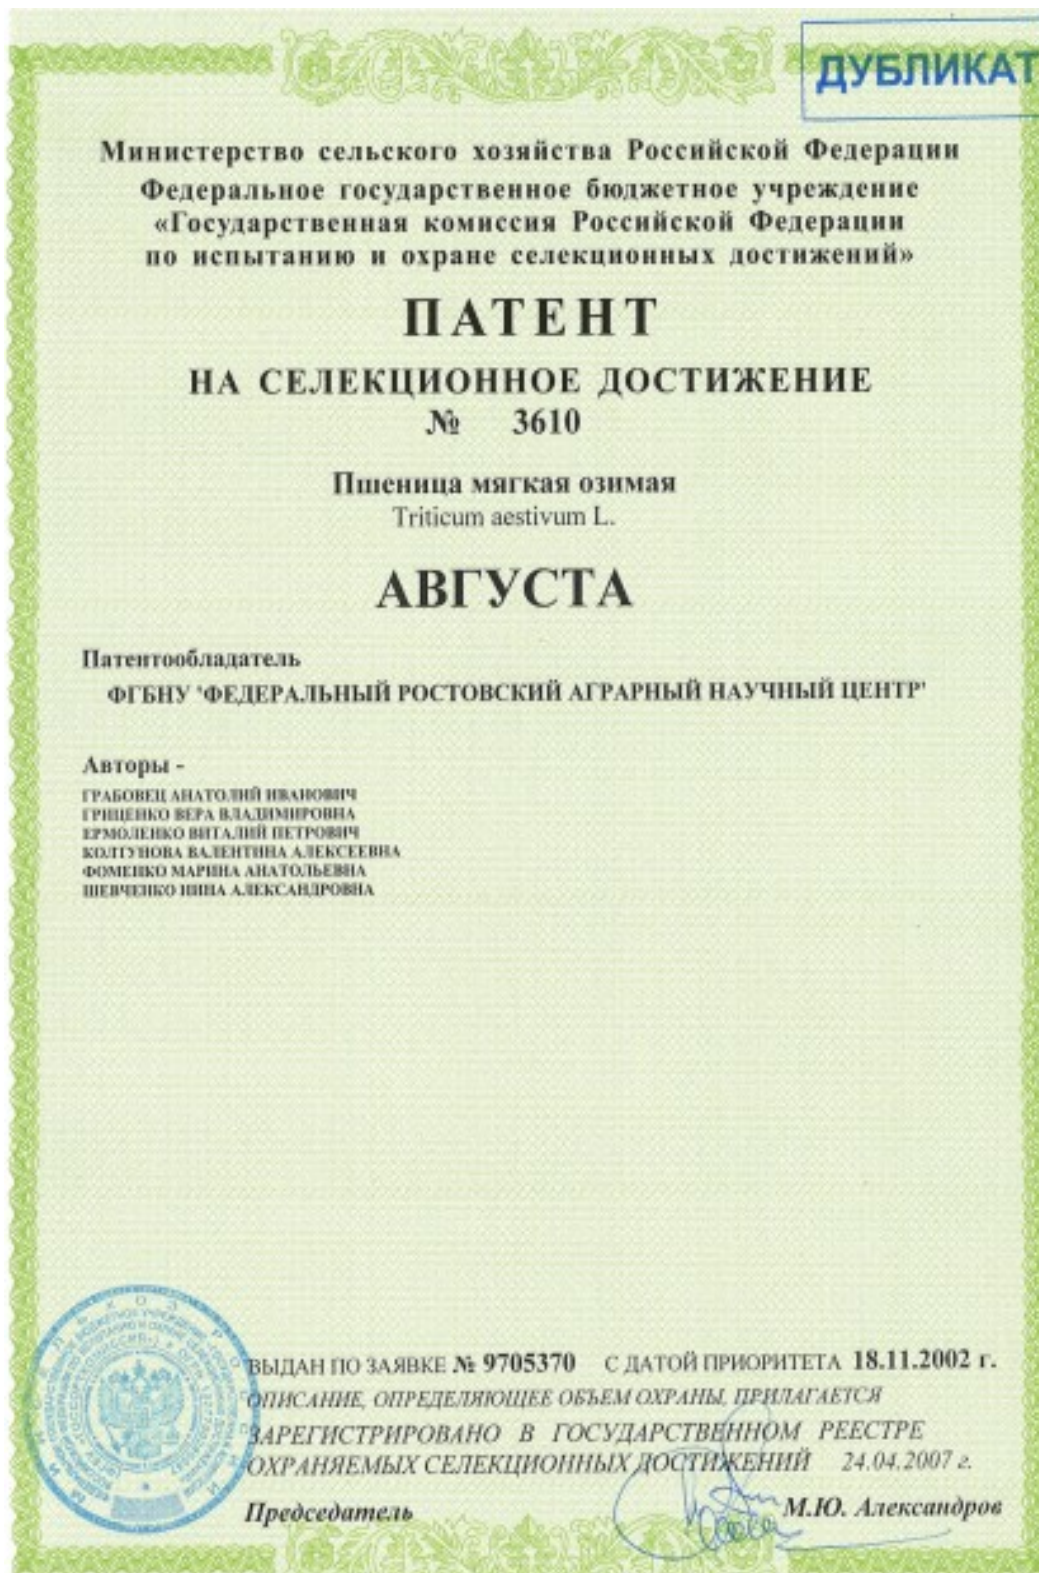 ДУБЛИКАТ
Министерство сельского хозяйства Российской Федерации
Федеральное государственное бюджетное учреждение
«Государственная комиссия Российской Федерации
по испытанию и охране селекционных достижений»
ПАТЕНТ
НА СЕЛЕКЦИОННОЕ ДОСТИЖЕНИЕ
№ 3610
Пшеница мягкая озимая
Triticum aestivum L.
АВГУСТА
Патентообладатель
ФГБНУ 'ФЕДЕРАЛЬНЫЙ РОСТОВСКИЙ АГРАРНЫЙ НАУЧНЫЙ ЦЕНТР'
Авторы -
ГРАБОВЕЦ АНАТОЛИЙ ИВАНОВИЧ
ГРИЦЕНКО ВЕРА ВЛАДИМИРОВНА
ЕРМОЛЕНКО ВИТАЛИЙ ПЕТРОВИЧ
КОЛТУНОВА ВАЛЕНТИНА АЛЕКСЕЕВНА
ФОМЕНКО МАРИНА АНАТОЛЬЕВНА
ШЕВЧЕНКО НИНА АЛЕКСАНДРОВНА
ВЫДАН ПО ЗАЯВКЕ № 9705370 С ДАТОЙ ПРИОРИТЕТА 18.11.2002 г.
ОПИСАНИЕ, ОПРЕДЕЛЯЮЩЕЕ ОБЪЕМ ОХРАНЫ, ПРИЛАГАЕТСЯ
ЗАРЕГИСТРИРОВАНО В ГОСУДАРСТВЕННОМ РЕЕСТРЕ
ОХРАНЯЕМЫХ СЕЛЕКЦИОННЫХ ДОСТИЖЕНИЙ 24.04.2007 г.
Председатель М.Ю. Александров